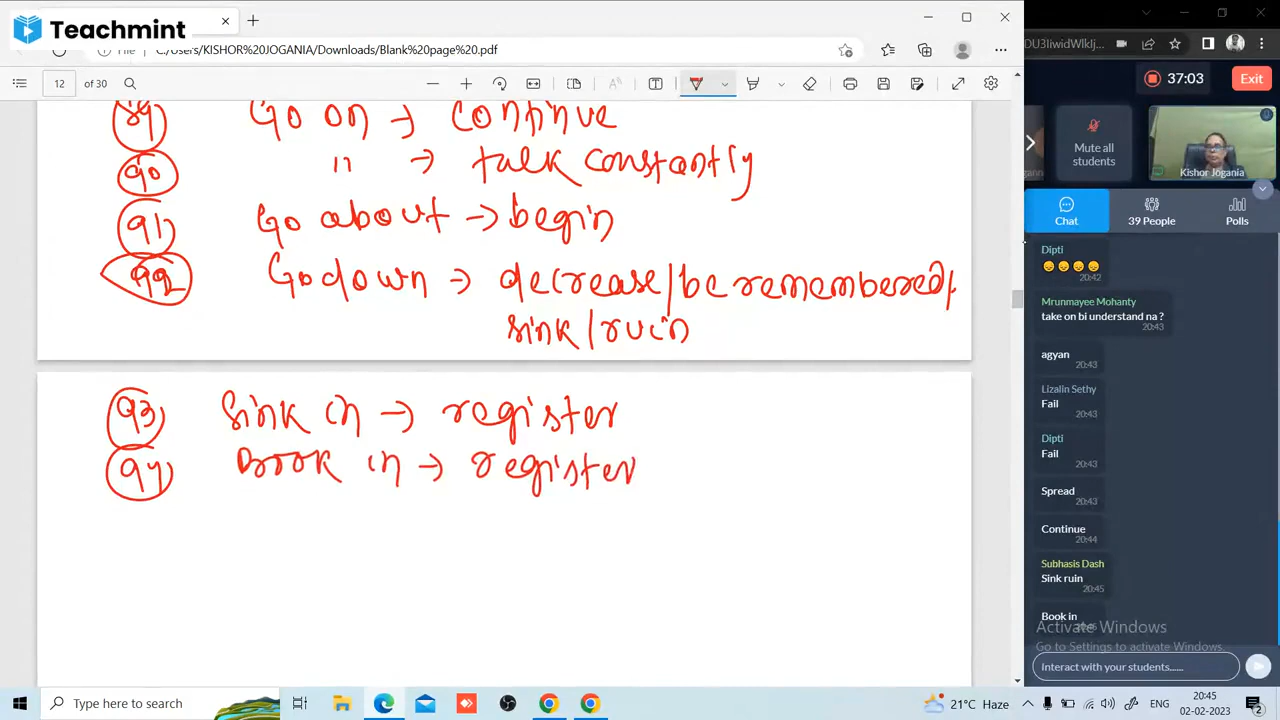 Teachmint
C:/Users/KISHOR%20JOGANIA/Downloads/Blank%20page%20.pdf
12 of 30
89 Go on → continue
90 " → talk constantly
91 Go about → begin
92 Go down → decrease/be remembered/
sink/ruin
93 Sink in → register
94 Book in → register
37:03 Exit
Mute all
students
Kishor Jogania
Chat
39 People
Polls
Dipti
20:42
Mrunmayee Mohanty
take on bi understand na ?
20:43
agyan
20:43
Lizalin Sethy
Fail
20:43
Dipti
Fail
20:43
Spread
20:43
Continue
20:44
Subhasis Dash
Sink ruin
20:45
Book in
Activate Windows
Go to Settings to activate Windows.
Interact with your students......
Type here to search
21°C Haze
ENG
20:45
02-02-2023
2